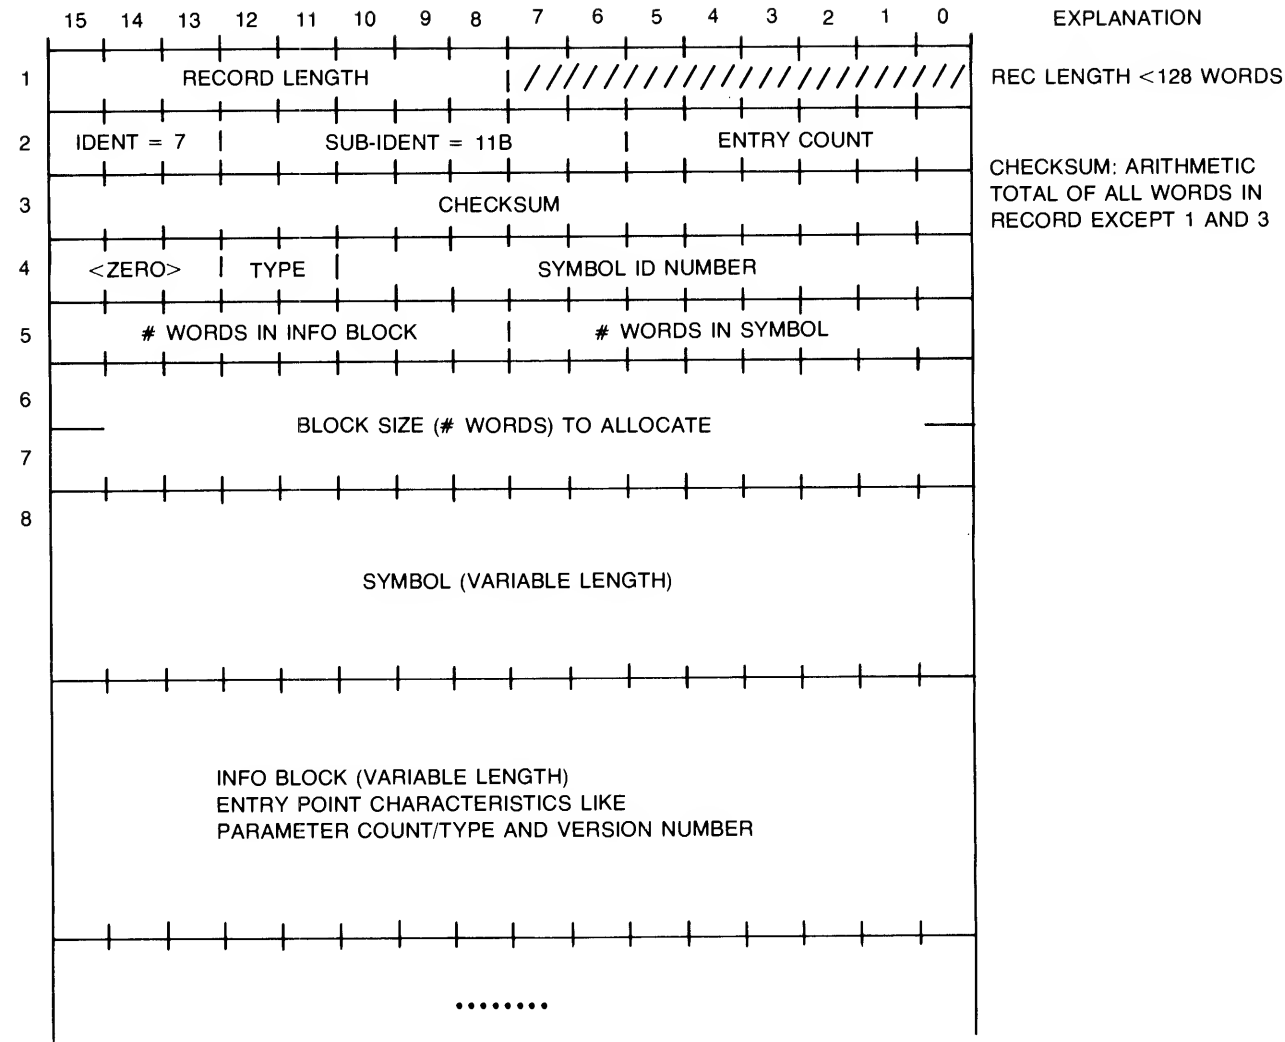 15 14 13 12 11 10 9 8 7 6 5 4 3 2 1 0 EXPLANATION
1 RECORD LENGTH REC LENGTH <128 WORDS
2 IDENT = 7 SUB-IDENT = 11B ENTRY COUNT
CHECKSUM: ARITHMETIC
TOTAL OF ALL WORDS IN
RECORD EXCEPT 1 AND 3
3 CHECKSUM
4 <ZERO> TYPE SYMBOL ID NUMBER
5 # WORDS IN INFO BLOCK # WORDS IN SYMBOL
6
BLOCK SIZE (# WORDS) TO ALLOCATE
7
8
SYMBOL (VARIABLE LENGTH)
INFO BLOCK (VARIABLE LENGTH)
ENTRY POINT CHARACTERISTICS LIKE
PARAMETER COUNT/TYPE AND VERSION NUMBER
........